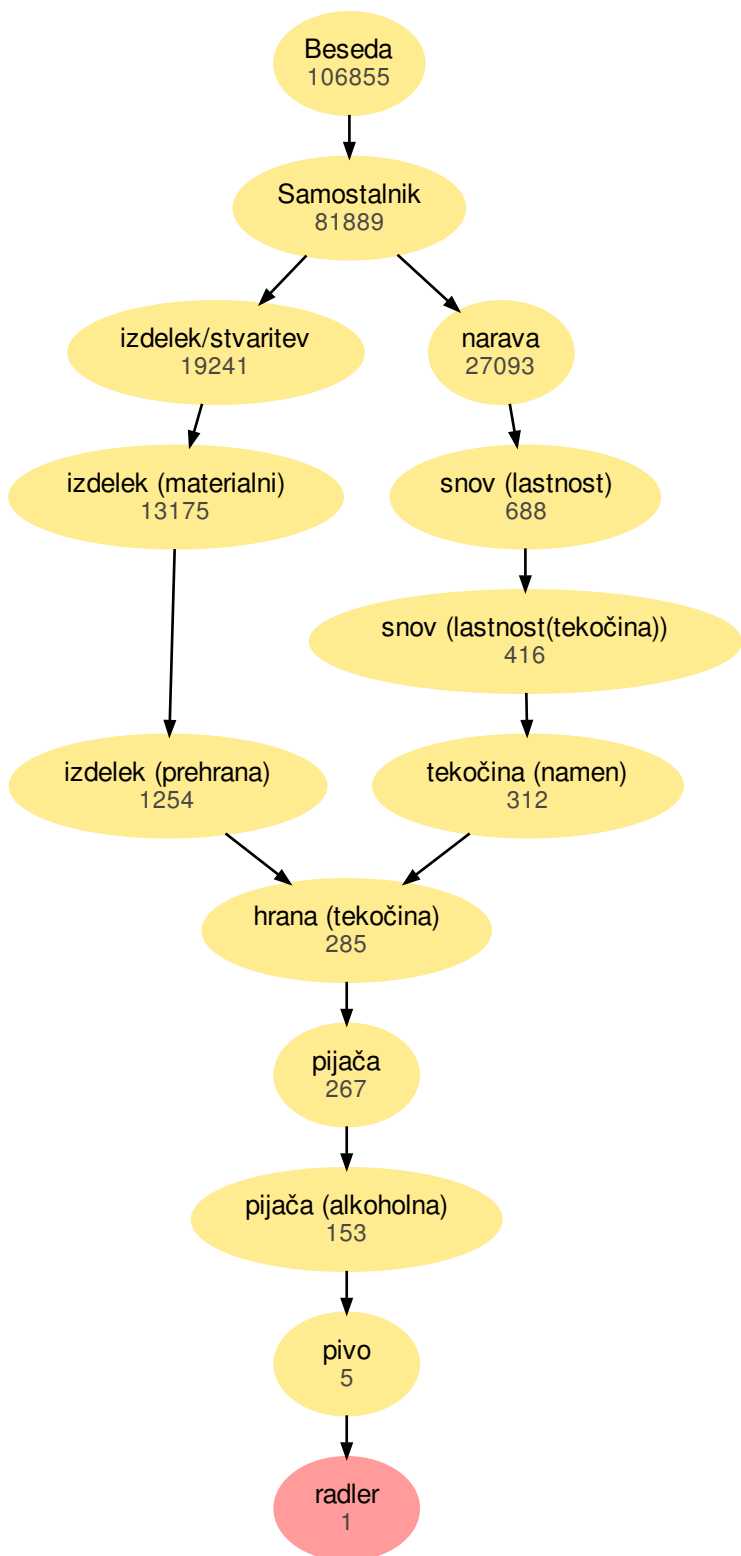 Beseda
106855
Samostalnik
81889
izdelek/stvaritev
19241
narava
27093
izdelek (materialni)
13175
snov (lastnost)
688
snov (lastnost(tekočina))
416
izdelek (prehrana)
1254
tekočina (namen)
312
hrana (tekočina)
285
pijača
267
pijača (alkoholna)
153
pivo
5
radler
1